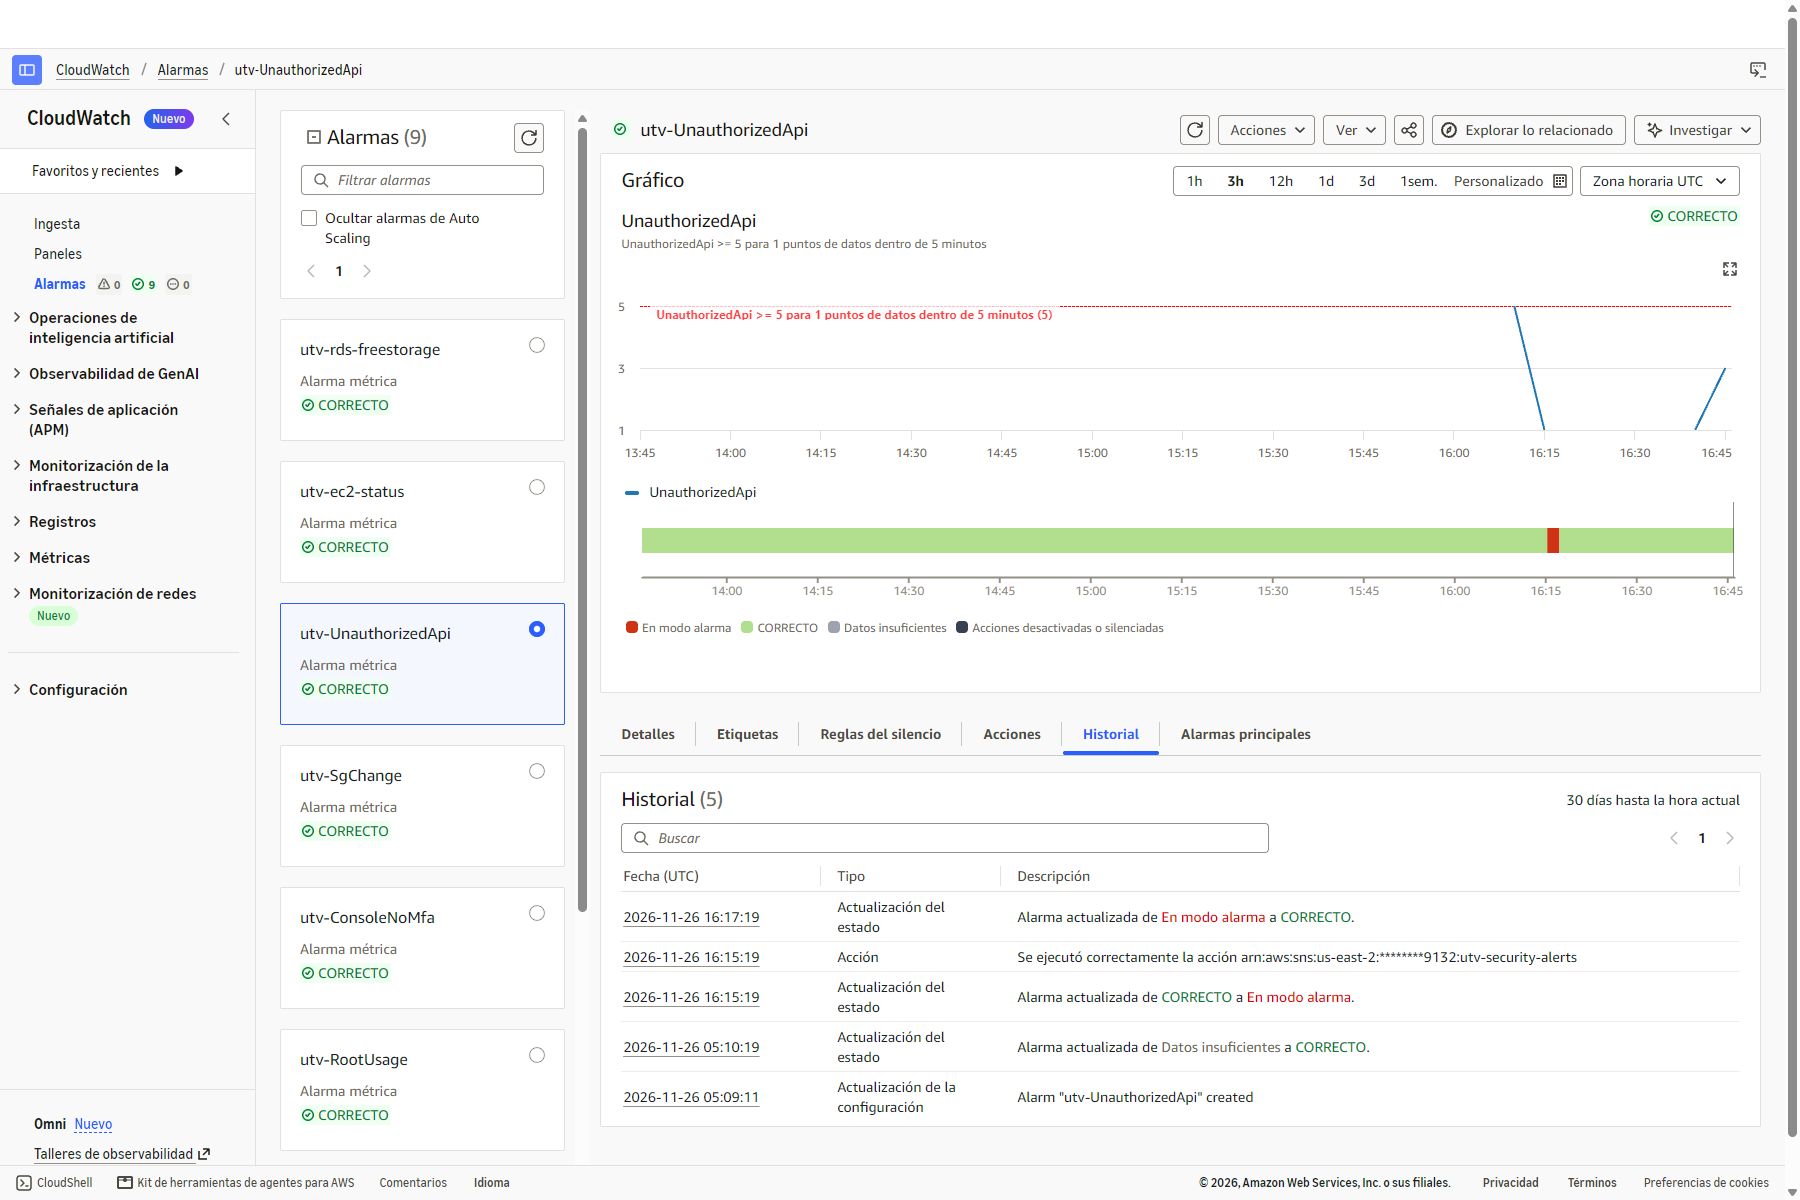 CloudWatch / Alarmas / utv-UnauthorizedApi
CloudWatch Nuevo
Favoritos y recientes
Ingesta
Paneles
Alarmas 0 9 0
Operaciones de
inteligencia artificial
Observabilidad de GenAI
Señales de aplicación
(APM)
Monitorización de la
infraestructura
Registros
Métricas
Monitorización de redes
Nuevo
Configuración
Omni Nuevo
Talleres de observabilidad
Alarmas (9)
Filtrar alarmas
Ocultar alarmas de Auto
Scaling
1
utv-rds-freestorage
Alarma métrica
CORRECTO
utv-ec2-status
Alarma métrica
CORRECTO
utv-UnauthorizedApi
Alarma métrica
CORRECTO
utv-SgChange
Alarma métrica
CORRECTO
utv-ConsoleNoMfa
Alarma métrica
CORRECTO
utv-RootUsage
Alarma métrica
CORRECTO
utv-UnauthorizedApi
Acciones Ver Explorar lo relacionado Investigar
Gráfico
1h 3h 12h 1d 3d 1sem. Personalizado Zona horaria UTC
UnauthorizedApi
CORRECTO
UnauthorizedApi >= 5 para 1 puntos de datos dentro de 5 minutos
5
UnauthorizedApi >= 5 para 1 puntos de datos dentro de 5 minutos (5)
3
1
13:45 14:00 14:15 14:30 14:45 15:00 15:15 15:30 15:45 16:00 16:15 16:30 16:45
UnauthorizedApi
14:00 14:15 14:30 14:45 15:00 15:15 15:30 15:45 16:00 16:15 16:30 16:45
En modo alarma CORRECTO Datos insuficientes Acciones desactivadas o silenciadas
Detalles Etiquetas Reglas del silencio Acciones Historial Alarmas principales
Historial (5)
30 días hasta la hora actual
Buscar
1
Fecha (UTC) Tipo Descripción
2026-11-26 16:17:19 Actualización del estado Alarma actualizada de En modo alarma a CORRECTO.
2026-11-26 16:15:19 Acción Se ejecutó correctamente la acción arn:aws:sns:us-east-2:********9132:utv-security-alerts
2026-11-26 16:15:19 Actualización del estado Alarma actualizada de CORRECTO a En modo alarma.
2026-11-26 05:10:19 Actualización del estado Alarma actualizada de Datos insuficientes a CORRECTO.
2026-11-26 05:09:11 Actualización de la configuración Alarm "utv-UnauthorizedApi" created
CloudShell Kit de herramientas de agentes para AWS Comentarios Idioma
© 2026, Amazon Web Services, Inc. o sus filiales. Privacidad Términos Preferencias de cookies